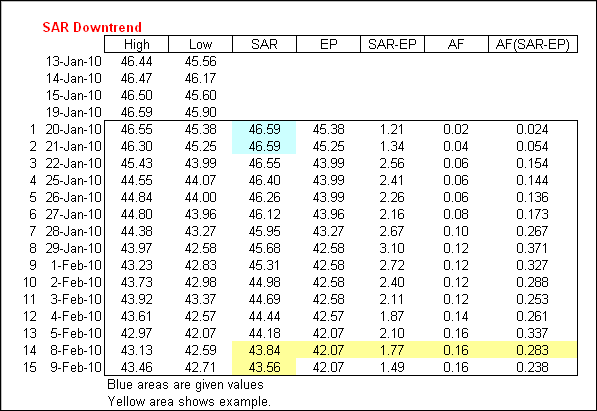 SAR Downtrend
High Low SAR EP SAR-EP AF AF(SAR-EP)
13-Jan-10 46.44 45.56
14-Jan-10 46.47 46.17
15-Jan-10 46.50 45.60
19-Jan-10 46.59 45.90
1 20-Jan-10 46.55 45.38 46.59 45.38 1.21 0.02 0.024
2 21-Jan-10 46.30 45.25 46.59 45.25 1.34 0.04 0.054
3 22-Jan-10 45.43 43.99 46.55 43.99 2.56 0.06 0.154
4 25-Jan-10 44.55 44.07 46.40 43.99 2.41 0.06 0.144
5 26-Jan-10 44.84 44.00 46.26 43.99 2.26 0.06 0.136
6 27-Jan-10 44.80 43.96 46.12 43.96 2.16 0.08 0.173
7 28-Jan-10 44.38 43.27 45.95 43.27 2.67 0.10 0.267
8 29-Jan-10 43.97 42.58 45.68 42.58 3.10 0.12 0.371
9 1-Feb-10 43.23 42.83 45.31 42.58 2.72 0.12 0.327
10 2-Feb-10 43.73 42.98 44.98 42.58 2.40 0.12 0.288
11 3-Feb-10 43.92 43.37 44.69 42.58 2.11 0.12 0.253
12 4-Feb-10 43.61 42.57 44.44 42.57 1.87 0.14 0.261
13 5-Feb-10 42.97 42.07 44.18 42.07 2.10 0.16 0.337
14 8-Feb-10 43.13 42.59 43.84 42.07 1.77 0.16 0.283
15 9-Feb-10 43.46 42.71 43.56 42.07 1.49 0.16 0.238
Blue areas are given values
Yellow area shows example.